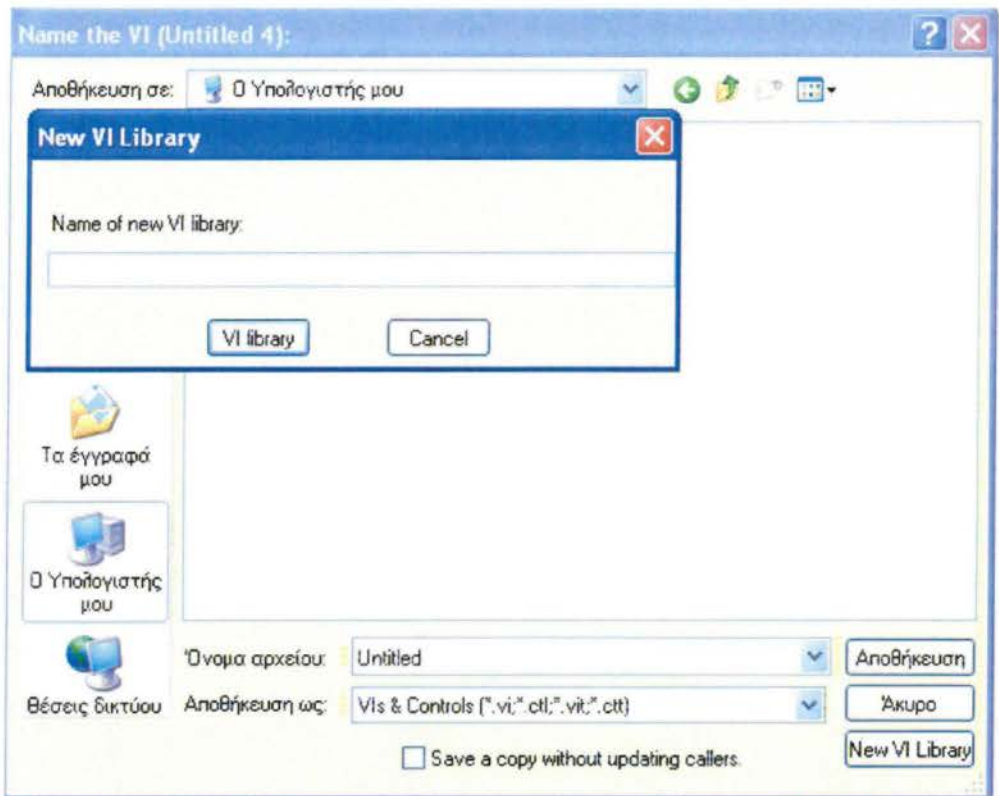 Name the VI (Untitled 4):
Αποθήκευση σε:
Ο Υπολογιστής μου
New VI Library
Name of new VI library:
VI library
Cancel
Τα έγγραφά
μου
Ο Υπολογιστής
μου
Θέσεις δικτύου
Όνομα αρχείου:
Untitled
Αποθήκευση
Αποθήκευση ως:
VIs & Controls (*.vi;*.ctl;*.vit;*.ctt)
Άκυρο
Save a copy without updating callers.
New VI Library